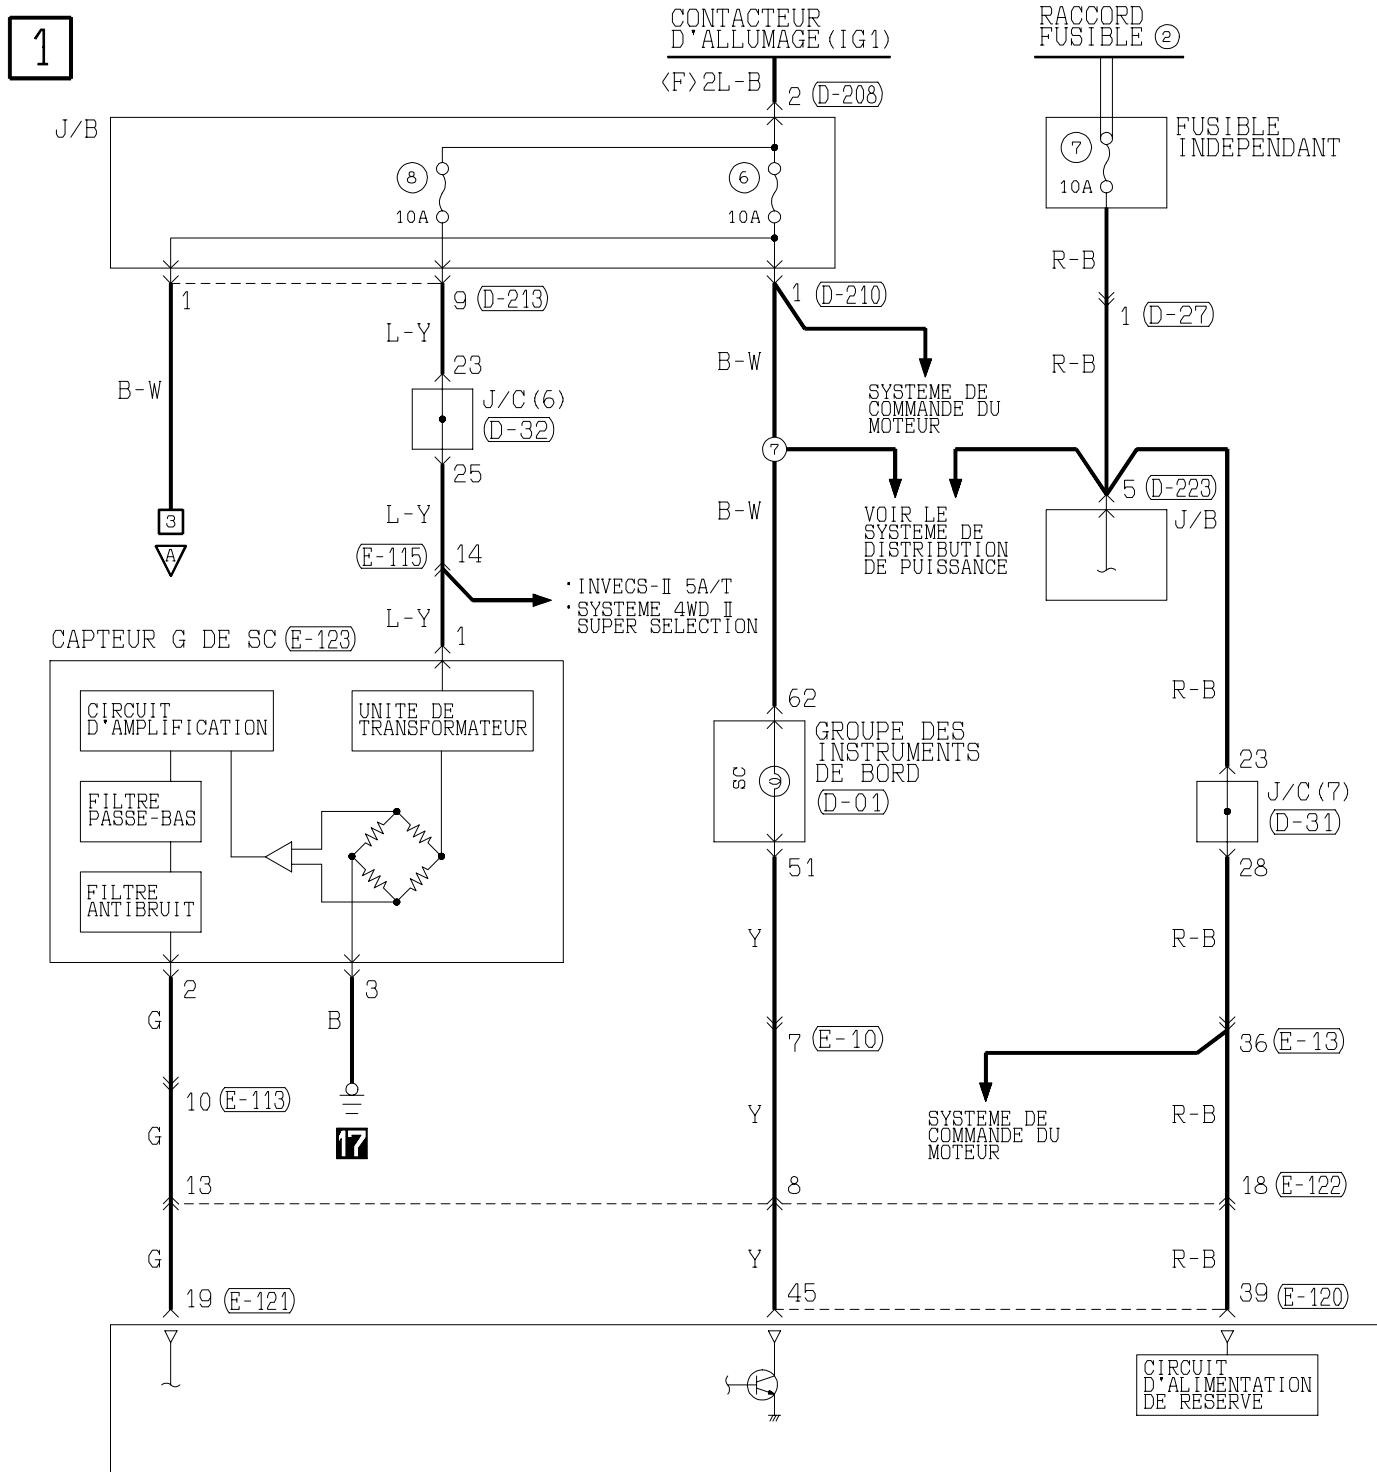 1
CONTACTEUR
D'ALLUMAGE(IG1)
RACCORD
FUSIBLE 2
<F>2L-B
2 (D-208)
J/B
FUSIBLE
INDEPENDANT
8
10A
6
10A
7
10A
R-B
1
9 (D-213)
1 (D-210)
1 (D-27)
L-Y
B-W
R-B
23
B-W
J/C(6)
(D-32)
SYSTEME DE
COMMANDE DU
MOTEUR
7
25
5 (D-223)
J/B
L-Y
B-W
3
A
VOIR LE
SYSTEME DE
DISTRIBUTION
DE PUISSANCE
(E-115) 14
· INVECS-Ⅱ 5A/T
· SYSTEME 4WD Ⅱ
SUPER SELECTION
L-Y
1
CAPTEUR G DE SC (E-123)
CIRCUIT
D'AMPLIFICATION
UNITE DE
TRANSFORMATEUR
R-B
62
GROUPE DES
INSTRUMENTS
DE BORD
(D-01)
SC
FILTRE
PASSE-BAS
23
J/C(7)
(D-31)
FILTRE
ANTIBRUIT
51
28
Y
R-B
2
3
G
B
7 (E-10)
36 (E-13)
10 (E-113)
G
17
Y
SYSTEME DE
COMMANDE DU
MOTEUR
R-B
13
8
18 (E-122)
G
Y
R-B
19 (E-121)
45
39 (E-120)
CIRCUIT
D'ALIMENTATION
DE RESERVE